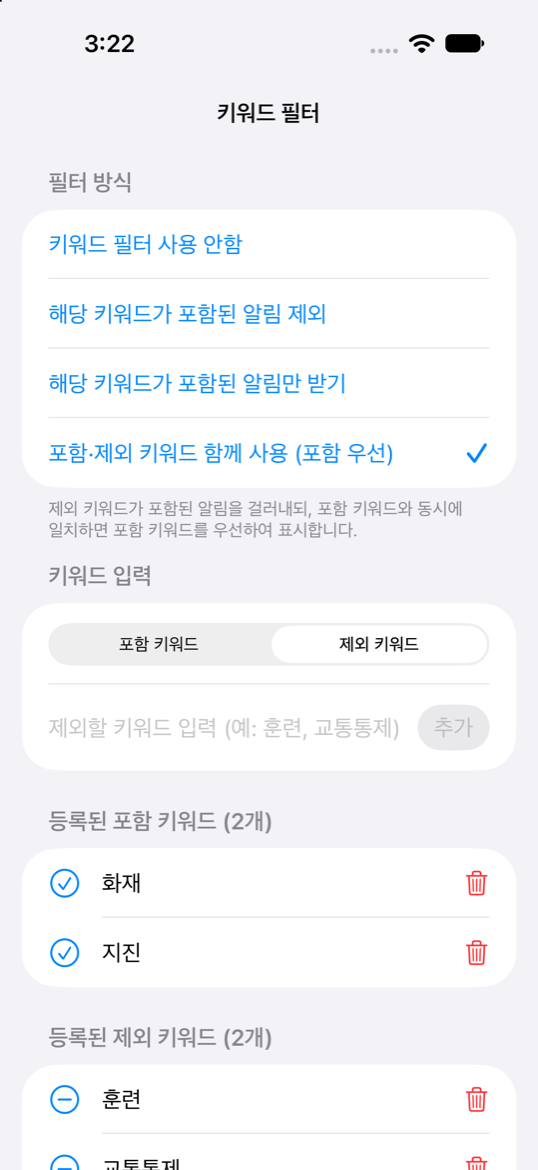 3:22
키워드 필터
필터 방식
키워드 필터 사용 안함
해당 키워드가 포함된 알림 제외
해당 키워드가 포함된 알림만 받기
포함·제외 키워드 함께 사용 (포함 우선)
제외 키워드가 포함된 알림을 걸러내되, 포함 키워드와 동시에
일치하면 포함 키워드를 우선하여 표시합니다.
키워드 입력
포함 키워드 제외 키워드
제외할 키워드 입력 (예: 훈련, 교통통제) 추가
등록된 포함 키워드 (2개)
화재
지진
등록된 제외 키워드 (2개)
훈련
교통통제